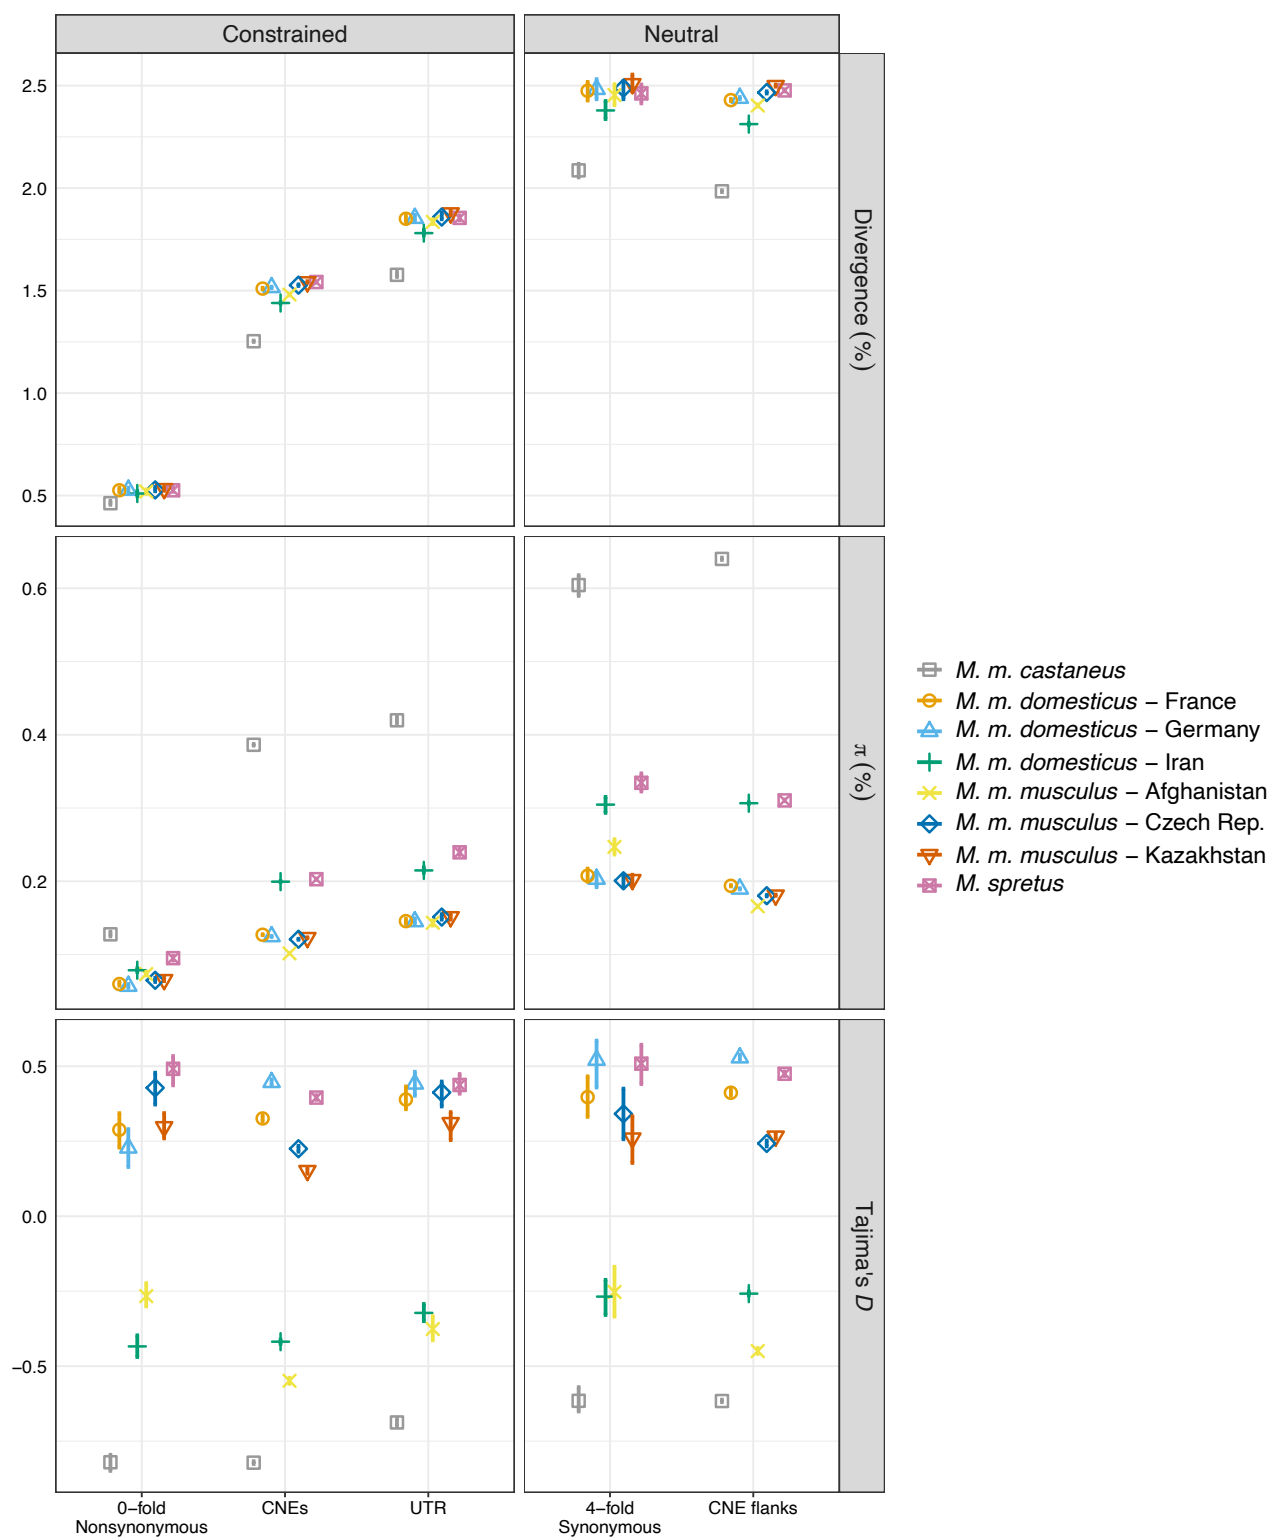 Constrained
Neutral
2.5
2.0
1.5
1.0
0.5
Divergence (%)
0.6
0.4
0.2
π (%)
0.5
0.0
−0.5
Tajima's D
0−fold
Nonsynonymous
CNEs
UTR
4−fold
Synonymous
CNE flanks
M. m. castaneus
M. m. domesticus − France
M. m. domesticus − Germany
M. m. domesticus − Iran
M. m. musculus − Afghanistan
M. m. musculus − Czech Rep.
M. m. musculus − Kazakhstan
M. spretus